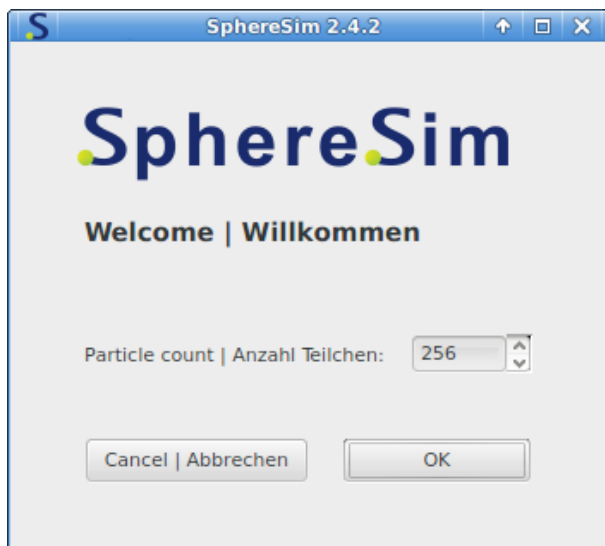 SphereSim 2.4.2
SphereSim
Welcome | Willkommen
Particle count | Anzahl Teilchen: 256
Cancel | Abbrechen OK